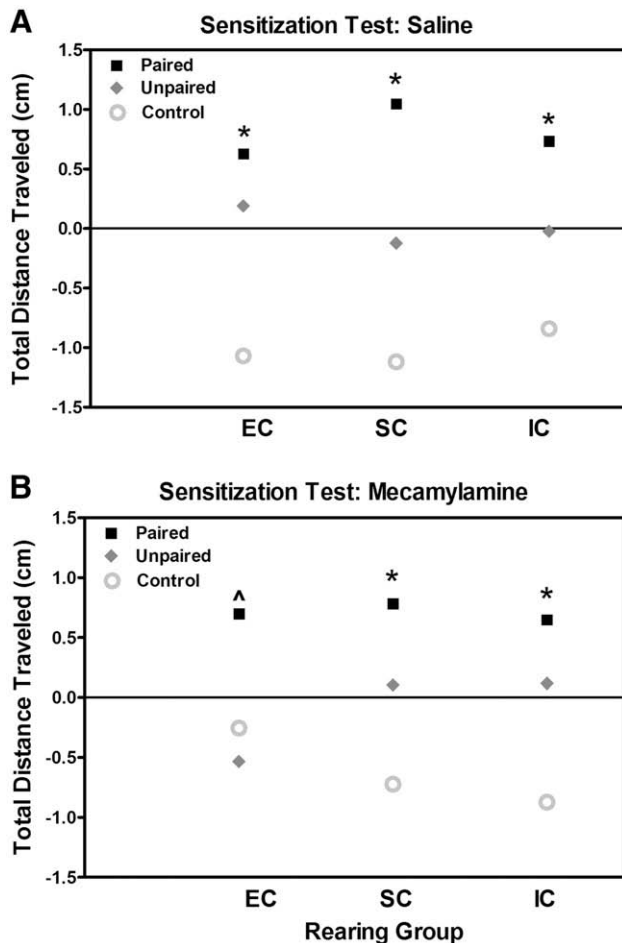 A
Sensitization Test: Saline
Total Distance Traveled (cm)
1.5
1.0
0.5
0.0
-0.5
-1.0
-1.5
Paired
Unpaired
Control
*
*
*
EC SC IC
B
Sensitization Test: Mecamylamine
Total Distance Traveled (cm)
1.5
1.0
0.5
0.0
-0.5
-1.0
-1.5
Paired
Unpaired
Control
^
*
*
EC SC IC
Rearing Group